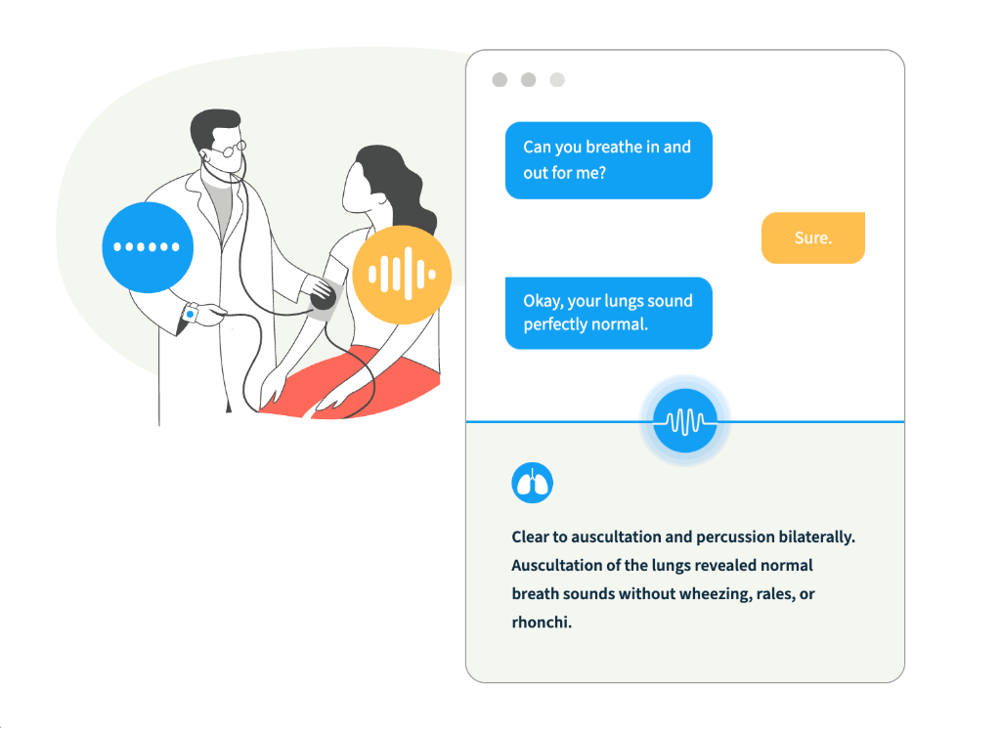 Can you breathe in and
out for me?
Sure.
Okay, your lungs sound
perfectly normal.
Clear to auscultation and percussion bilaterally.
Auscultation of the lungs revealed normal
breath sounds without wheezing, rales, or
rhonchi.